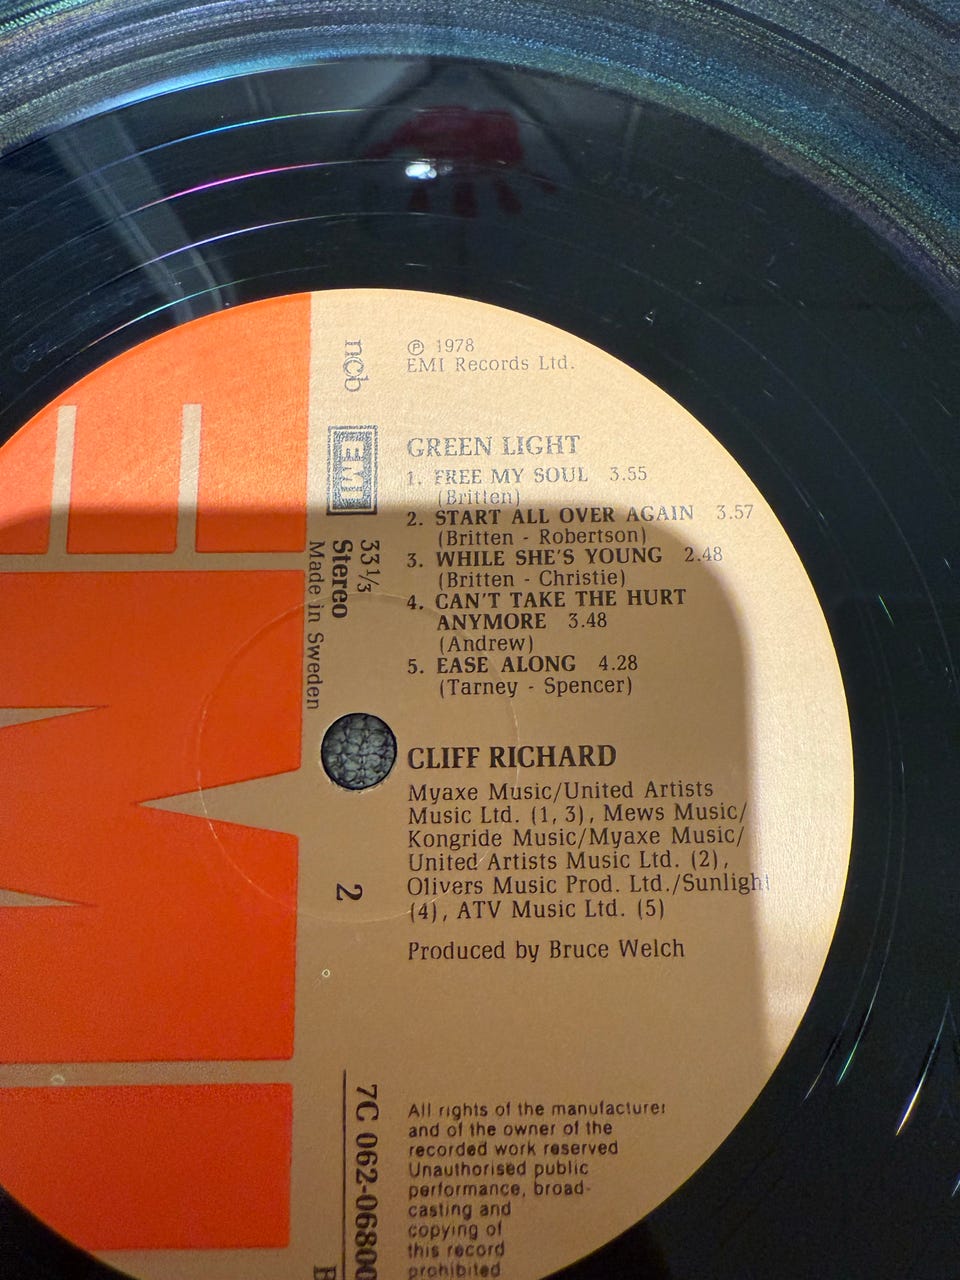 ℗ 1978
EMI Records Ltd.
ncb
EMI
GREEN LIGHT
1. FREE MY SOUL 3.55
(Britten)
2. START ALL OVER AGAIN 3.57
(Britten - Robertson)
3. WHILE SHE'S YOUNG 2.48
(Britten - Christie)
4. CAN'T TAKE THE HURT
ANYMORE 3.48
(Andrew)
5. EASE ALONG 4.28
(Tarney - Spencer)
33⅓
Stereo
Made in Sweden
CLIFF RICHARD
Myaxe Music/United Artists
Music Ltd. (1, 3), Mews Music/
Kongride Music/Myaxe Music/
United Artists Music Ltd. (2),
Olivers Music Prod. Ltd./Sunlight
(4), ATV Music Ltd. (5)
2
Produced by Bruce Welch
7C 062-06800
All rights of the manufacturer
and of the owner of the
recorded work reserved
Unauthorised public
performance, broad-
casting and
copying of
this record
prohibited